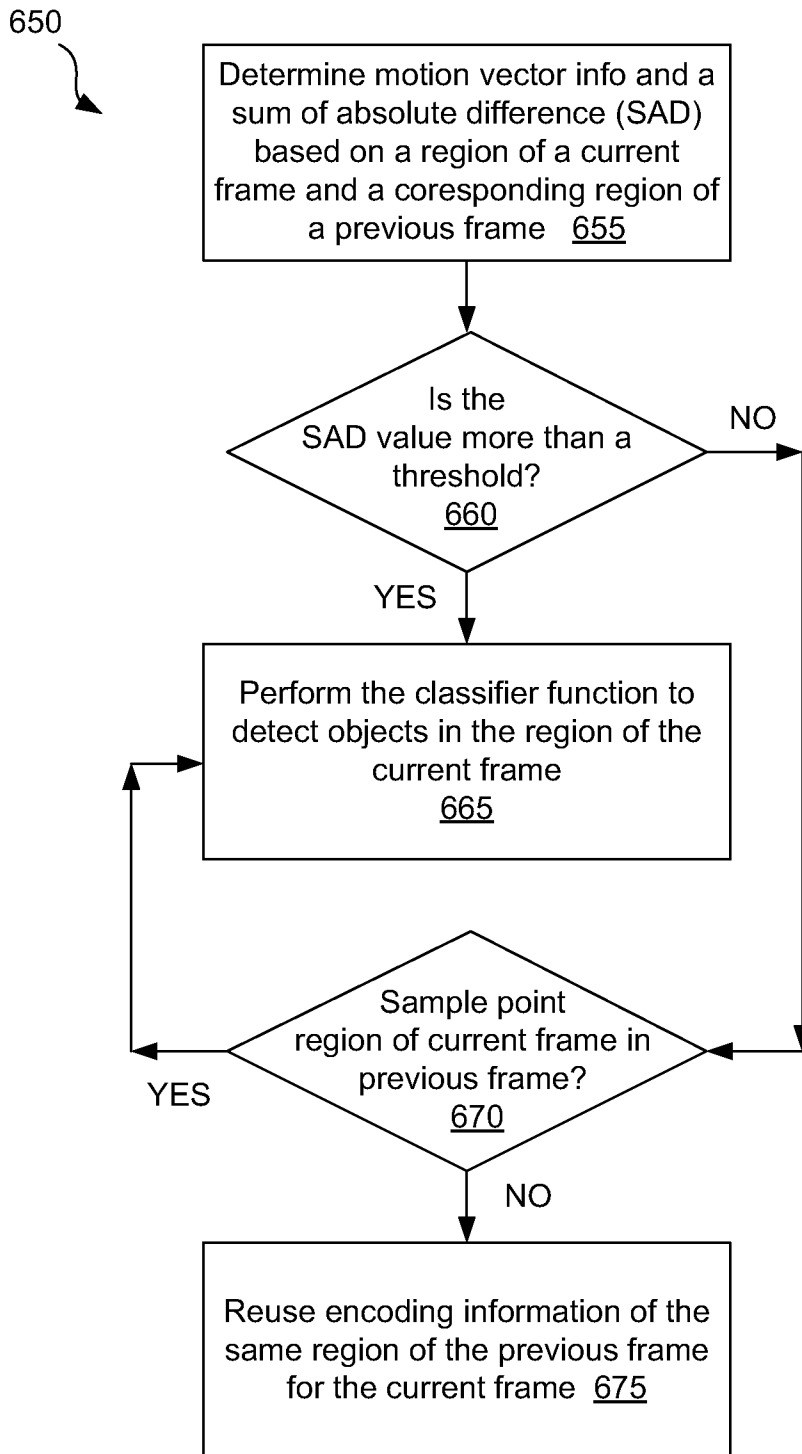 650
Determine motion vector info and a
sum of absolute difference (SAD)
based on a region of a current
frame and a coresponding region of
a previous frame 655
Is the
SAD value more than a
threshold?
660
NO
YES
Perform the classifier function to
detect objects in the region of the
current frame
665
Sample point
region of current frame in
previous frame?
670
YES
NO
Reuse encoding information of the
same region of the previous frame
for the current frame 675